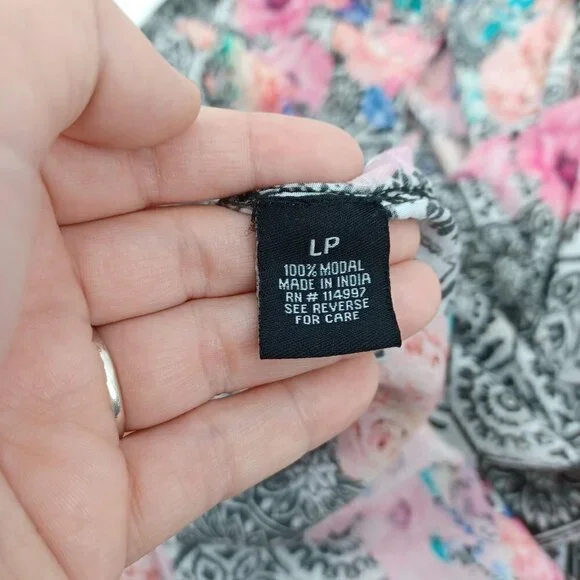 LP
100% MODAL
MADE IN INDIA
RN # 114997
SEE REVERSE
FOR CARE